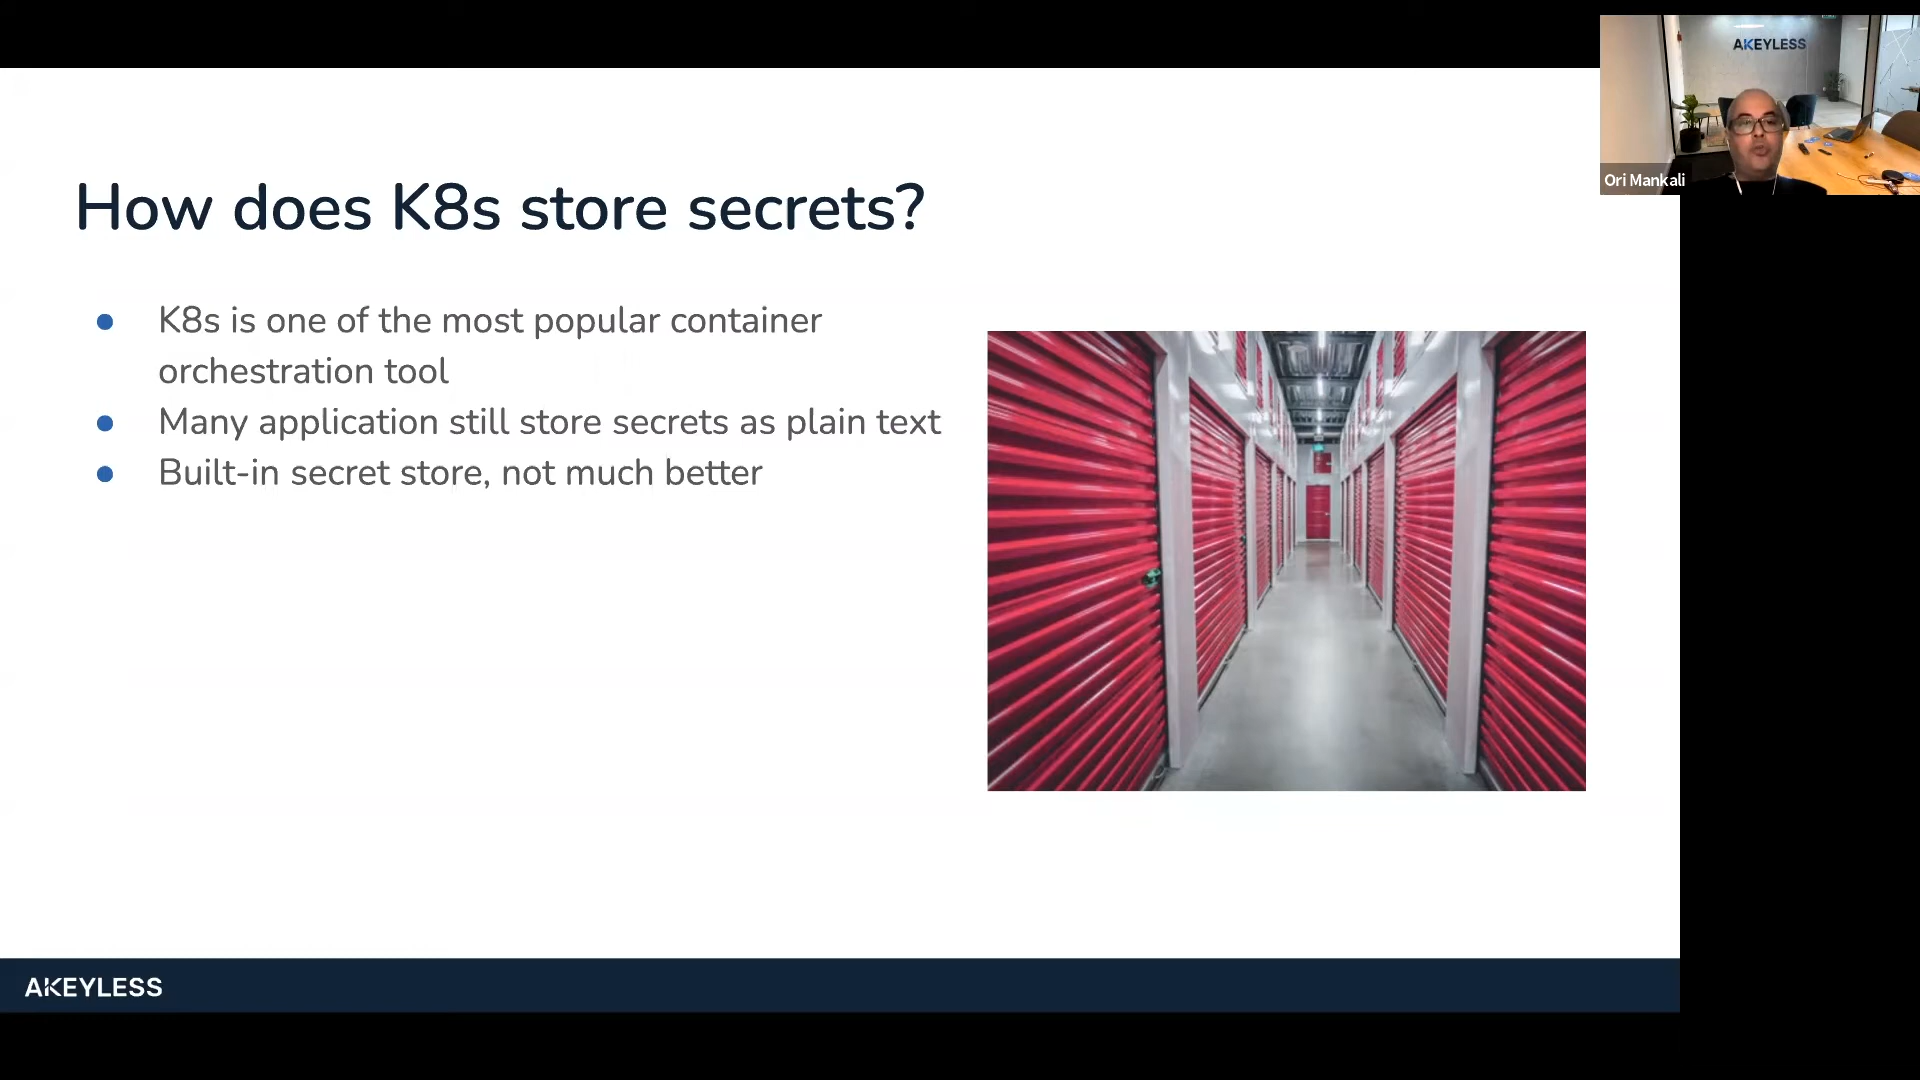 AKEYLESS
Ori Mankali
How does K8s store secrets?
K8s is one of the most popular container
orchestration tool
Many application still store secrets as plain text
Built-in secret store, not much better
AKEYLESS